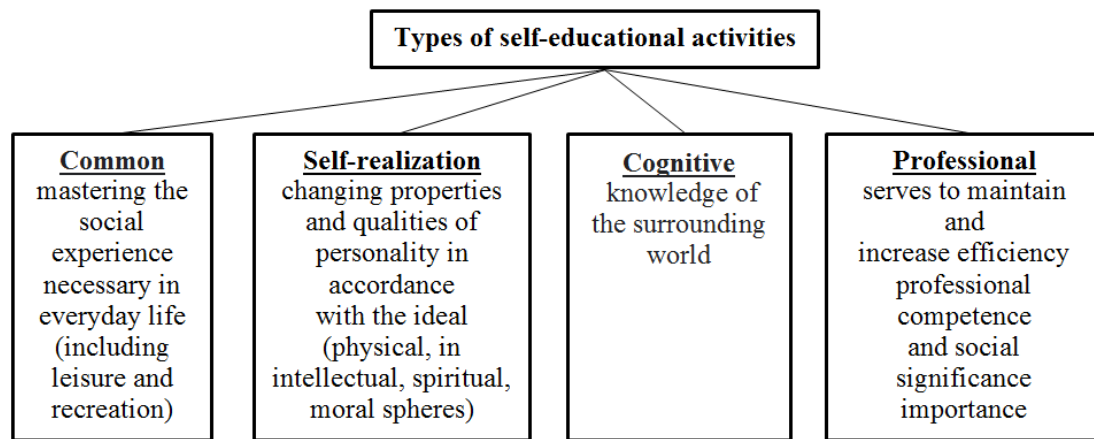 Types of self-educational activities
Common
mastering the
social
experience
necessary in
everyday life
(including
leisure and
recreation)
Self-realization
changing properties
and qualities of
personality in
accordance
with the ideal
(physical, in
intellectual, spiritual,
moral spheres)
Cognitive
knowledge of
the surrounding
world
Professional
serves to maintain
and
increase efficiency
professional
competence
and social
significance
importance